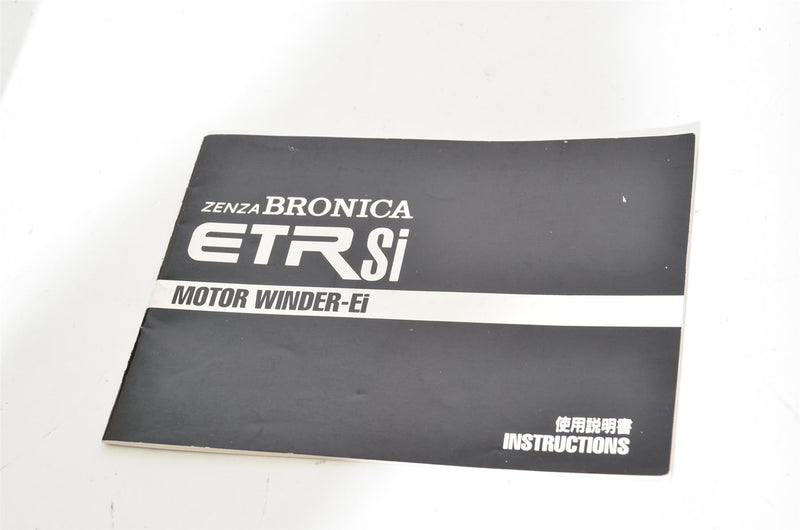 ZENZA BRONICA
ETRSi
MOTOR WINDER-Ei
使用説明書
INSTRUCTIONS